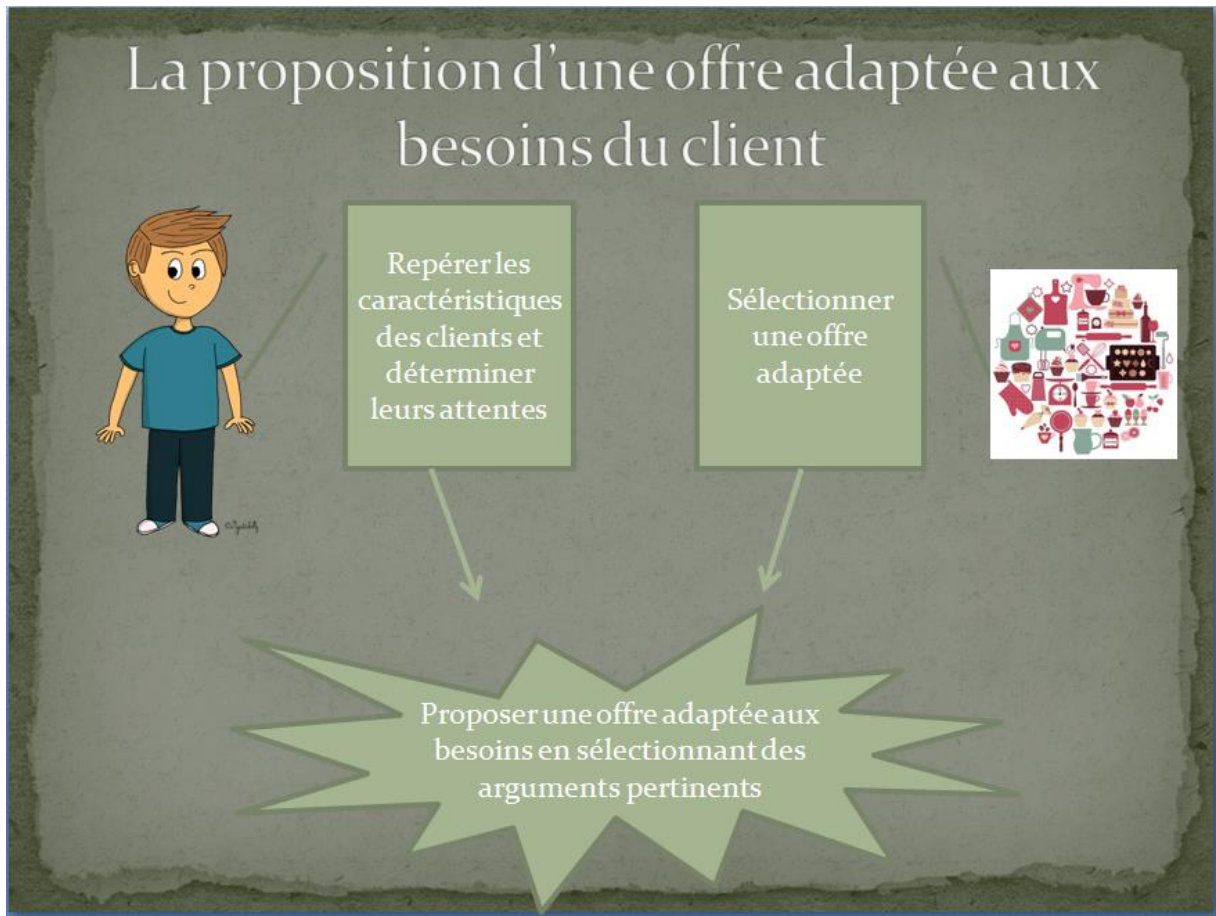 La proposition d'une offre adaptée aux
besoins du client
Repérer les
caractéristiques
des clients et
déterminer
leurs attentes
Sélectionner
une offre
adaptée
Proposer une offre adaptée aux
besoins en sélectionnant des
arguments pertinents